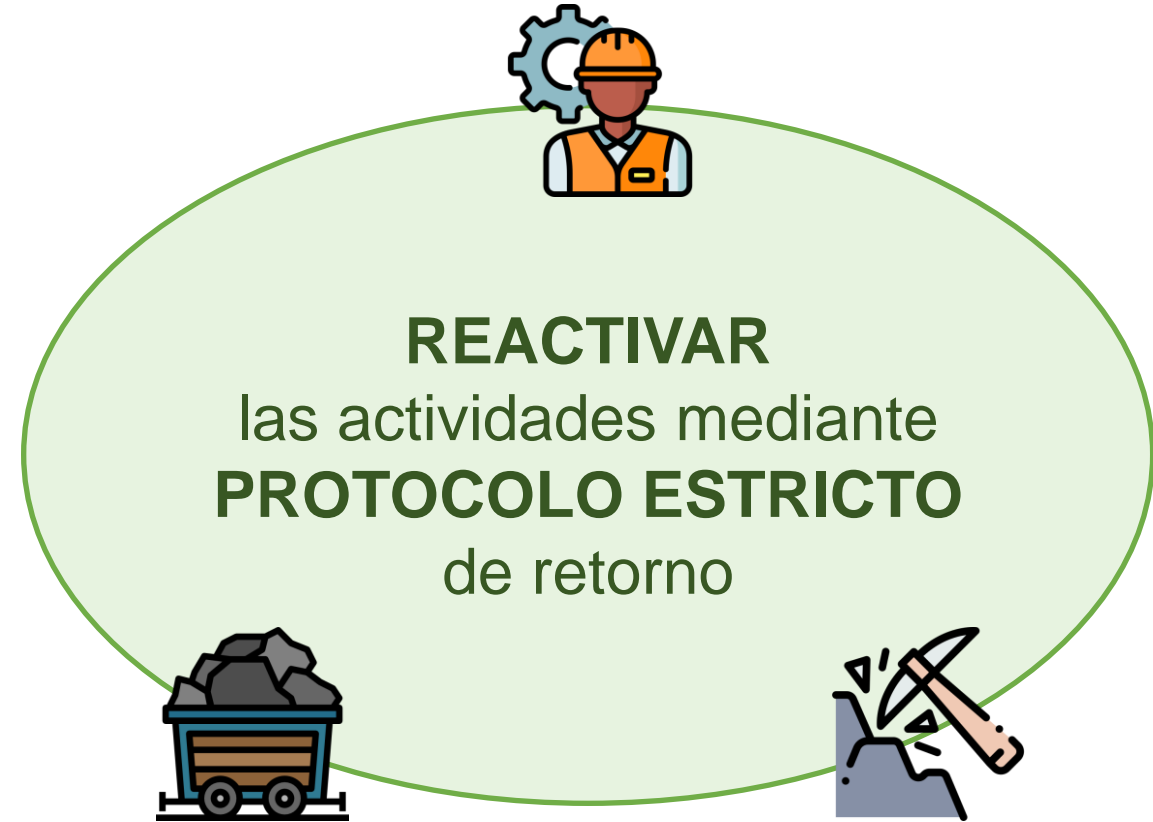 REACTIVAR
las actividades mediante
PROTOCOLO ESTRICTO
de retorno